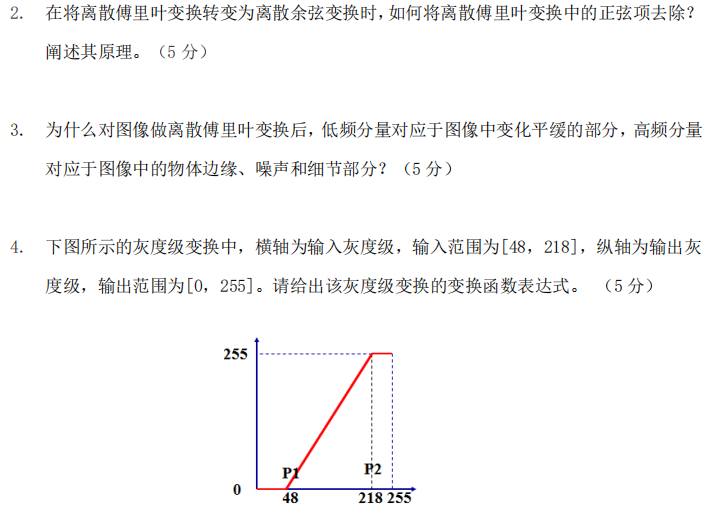 2. 在将离散傅里叶变换转变为离散余弦变换时,如何将离散傅里叶变换中的正弦项去除?
阐述其原理。（5 分）
3. 为什么对图像做离散傅里叶变换后，低频分量对应于图像中变化平缓的部分，高频分量
对应于图像中的物体边缘、噪声和细节部分？（5 分）
4. 下图所示的灰度级变换中，横轴为输入灰度级，输入范围为[48，218]，纵轴为输出灰
度级，输出范围为[0，255]。请给出该灰度级变换的变换函数表达式。 （5 分）
255
P1
P2
0
48
218 255